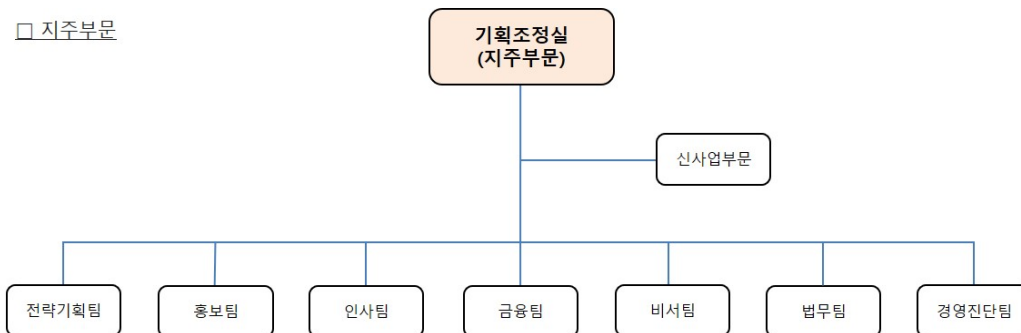 □ 지주부문
기획조정실
(지주부문)
신사업부문
전략기획팀
홍보팀
인사팀
금융팀
비서팀
법무팀
경영진단팀